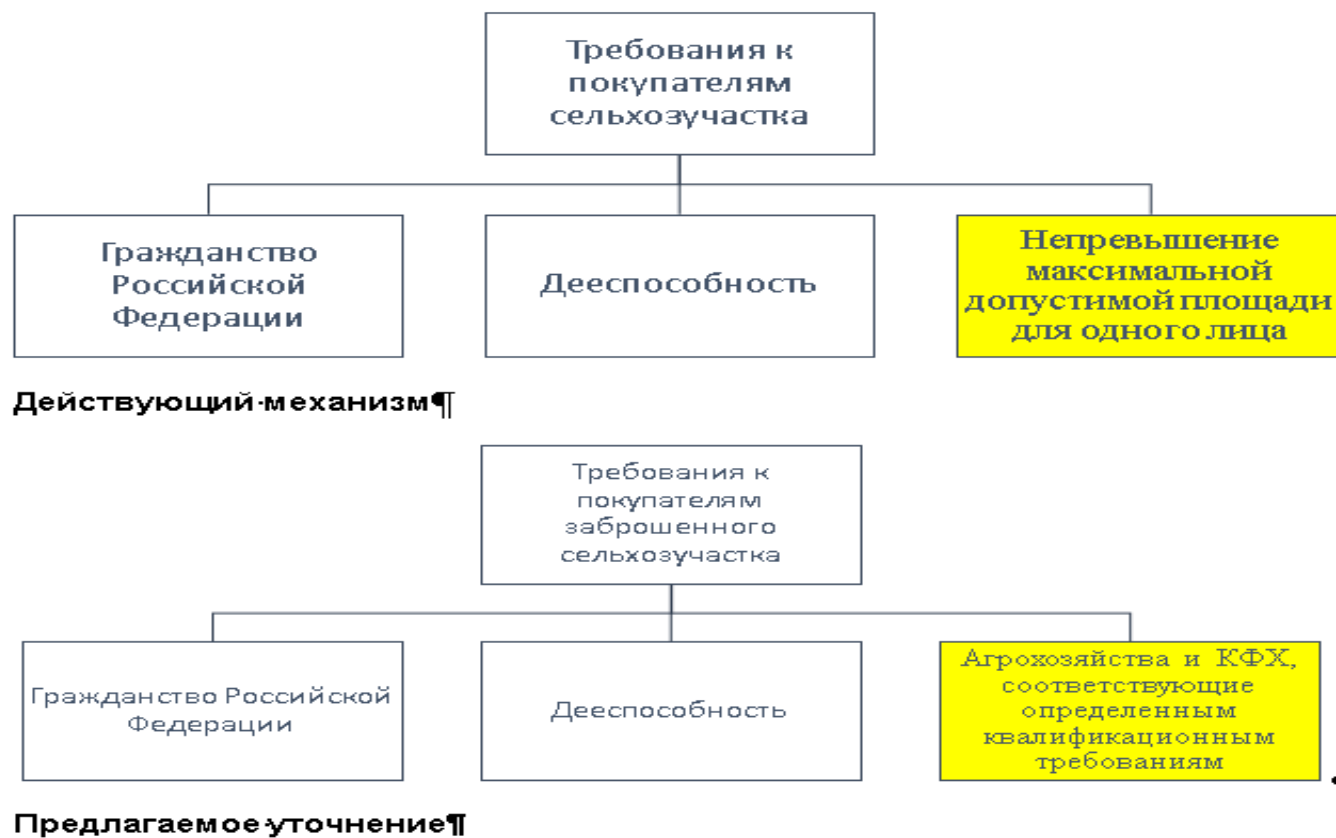 Требования к
покупателям
сельхозучастка
Гражданство
Российской
Федерации
Дееспособность
Непревышение
максимальной
допустимой площади
для одного лица
Действующий·механизм¶
Требования к
покупателям
заброшенного
сельхозучастка
Гражданство Российской
Федерации
Дееспособность
Агрохозяйства и КФХ,
соответствующие
определенным
квалификационным
требованиям
Предлагаемое·уточнение¶